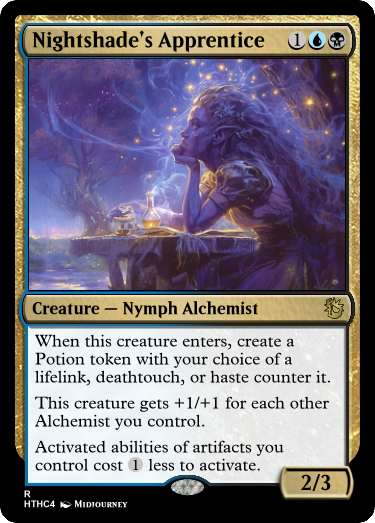 Nightshade's Apprentice 1
Creature — Nymph Alchemist
When this creature enters, create a
Potion token with your choice of a
lifelink, deathtouch, or haste counter it.
This creature gets +1/+1 for each other
Alchemist you control.
Activated abilities of artifacts you
control cost 1 less to activate.
2/3
R
HTHC4 Midjourney